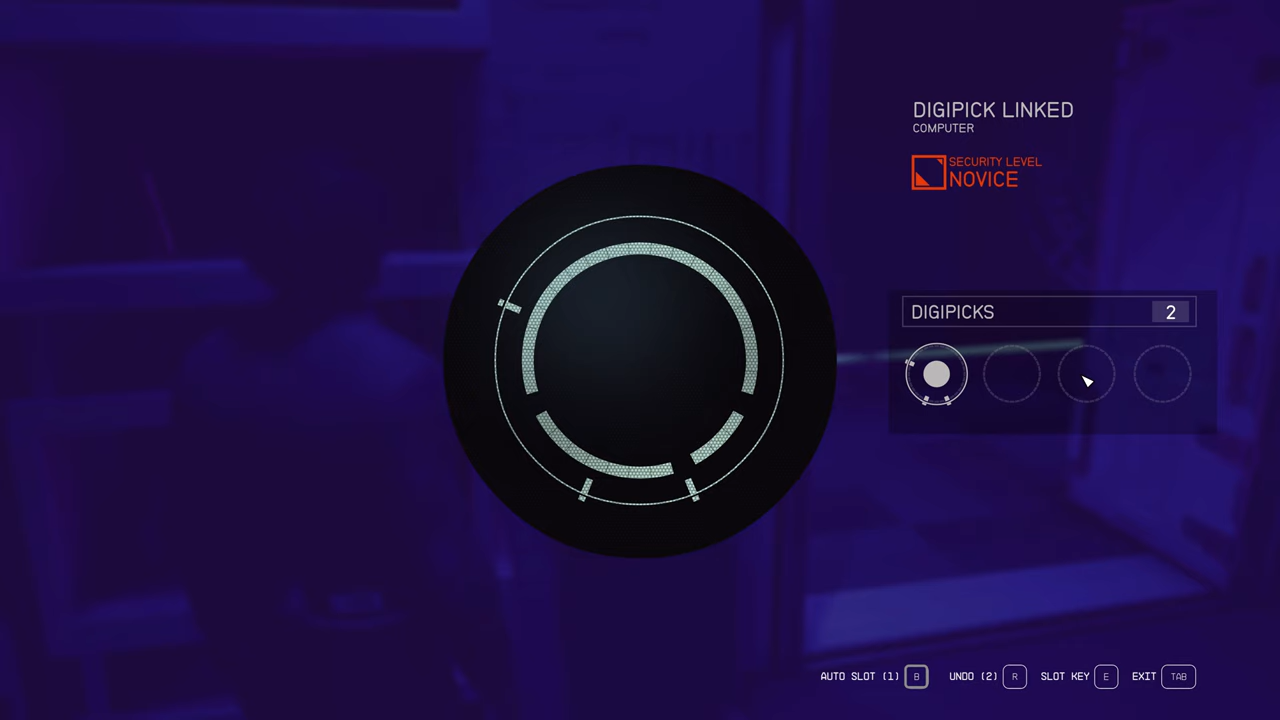 DIGIPICK LINKED
COMPUTER
SECURITY LEVEL
NOVICE
DIGIPICKS 2
AUTO SLOT (1) B UNDO (2) R SLOT KEY E EXIT TAB